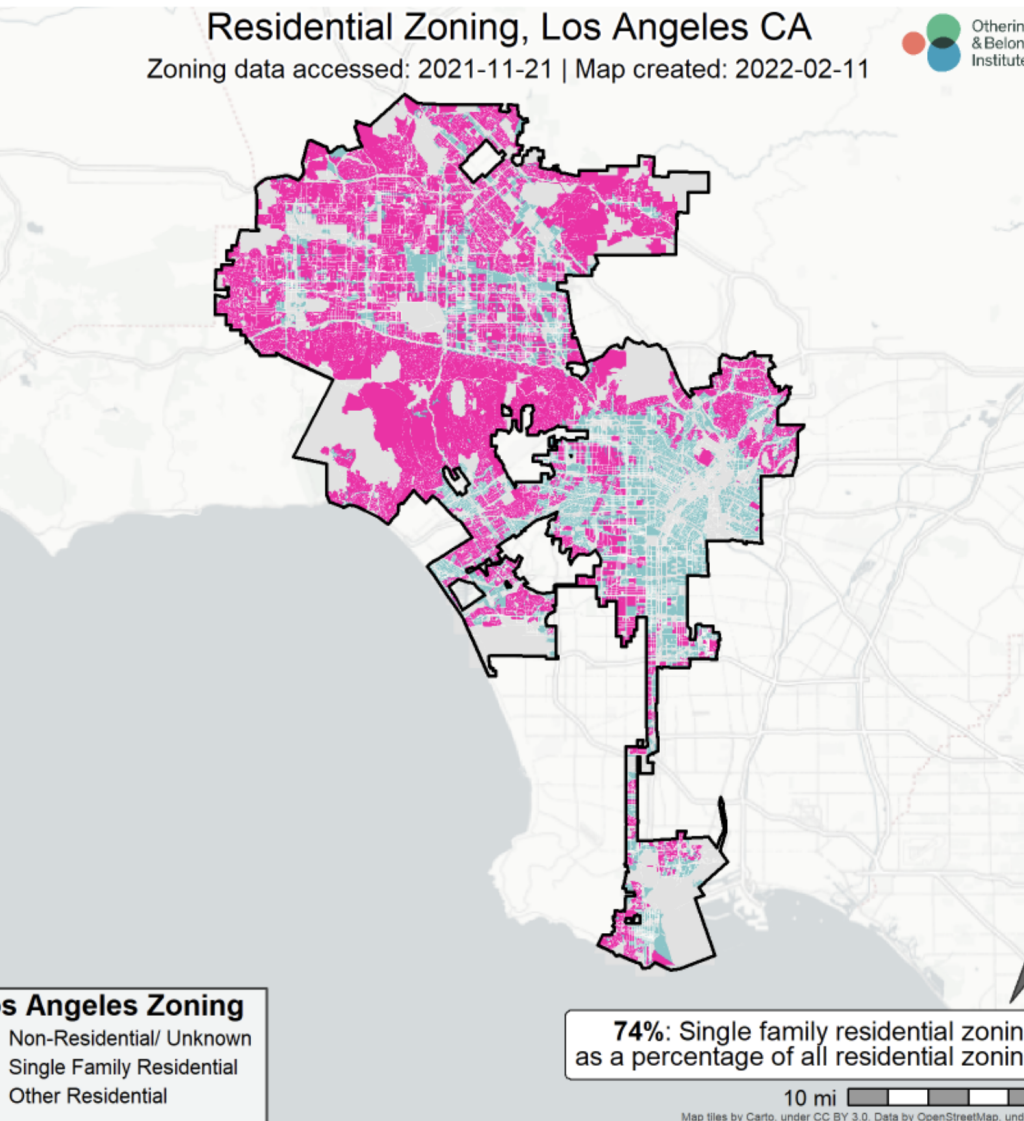 Residential Zoning, Los Angeles CA
Zoning data accessed: 2021-11-21 | Map created: 2022-02-11
Otherin
& Belon
Institute
os Angeles Zoning
Non-Residential/ Unknown
Single Family Residential
Other Residential
74%: Single family residential zonin
as a percentage of all residential zonin
10 mi
Map tiles by Carto, under CC BY 3.0. Data by OpenStreetMap, und